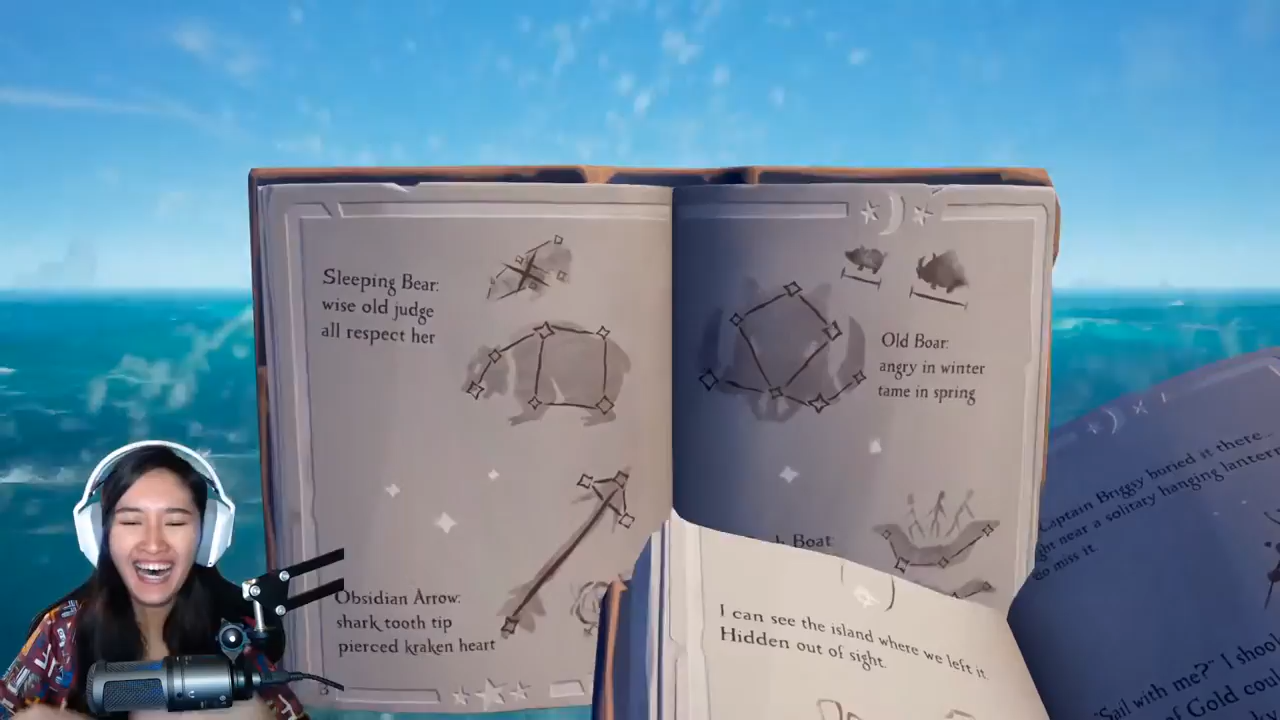 Sleeping Bear:
wise old judge
all respect her
Obsidian Arrow:
shark tooth tip
pierced kraken heart
Old Boar:
angry in winter
tame in spring
Boat:
I can see the island where we left it.
Hidden out of sight.
Captain Briggsy buried it there...
near a solitary hanging lantern
miss it.
"Sail with me?" I
of Gold